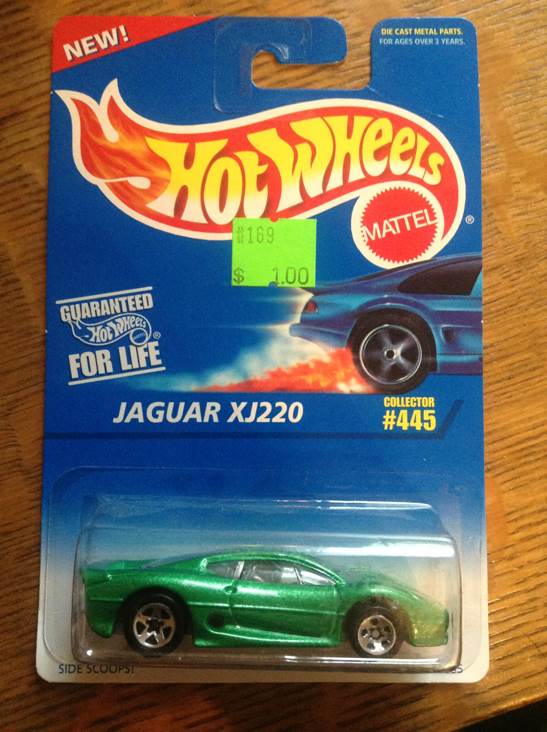 NEW!
DIE CAST METAL PARTS.
FOR AGES OVER 3 YEARS.
HOT WHEELS
MATTEL
®
#169
$ 1.00
GUARANTEED
HOT WHEELS®
FOR LIFE
JAGUAR XJ220
COLLECTOR
#445
SIDE SCOOPS!